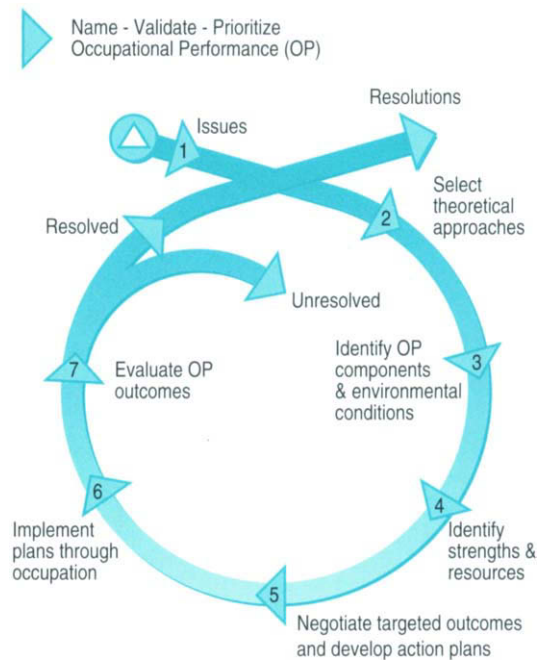 Name - Validate - Prioritize
Occupational Performance (OP)
Resolutions
Issues
1
Select
theoretical
approaches
2
Resolved
Unresolved
Identify OP
components
& environmental
conditions
3
7
Evaluate OP
outcomes
4
Identify
strengths &
resources
6
Implement
plans through
occupation
5
Negotiate targeted outcomes
and develop action plans